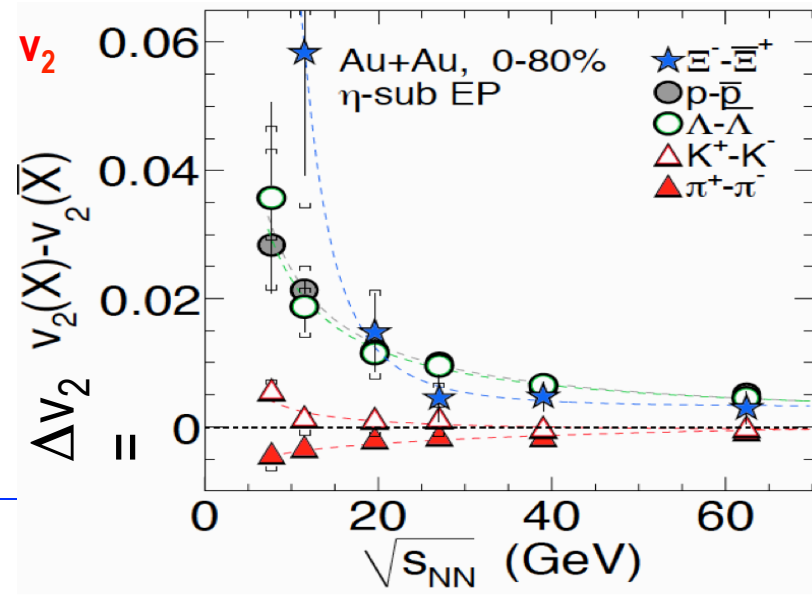 v₂
Δv₂ = v₂(X)-v₂(X̅)
0.06
0.04
0.02
0
Au+Au, 0-80%
η-sub EP
Ξ⁻-Ξ̅⁺
p-p̅
Λ-Λ̅
K⁺-K⁻
π⁺-π⁻
0 20 40 60
√s_NN (GeV)